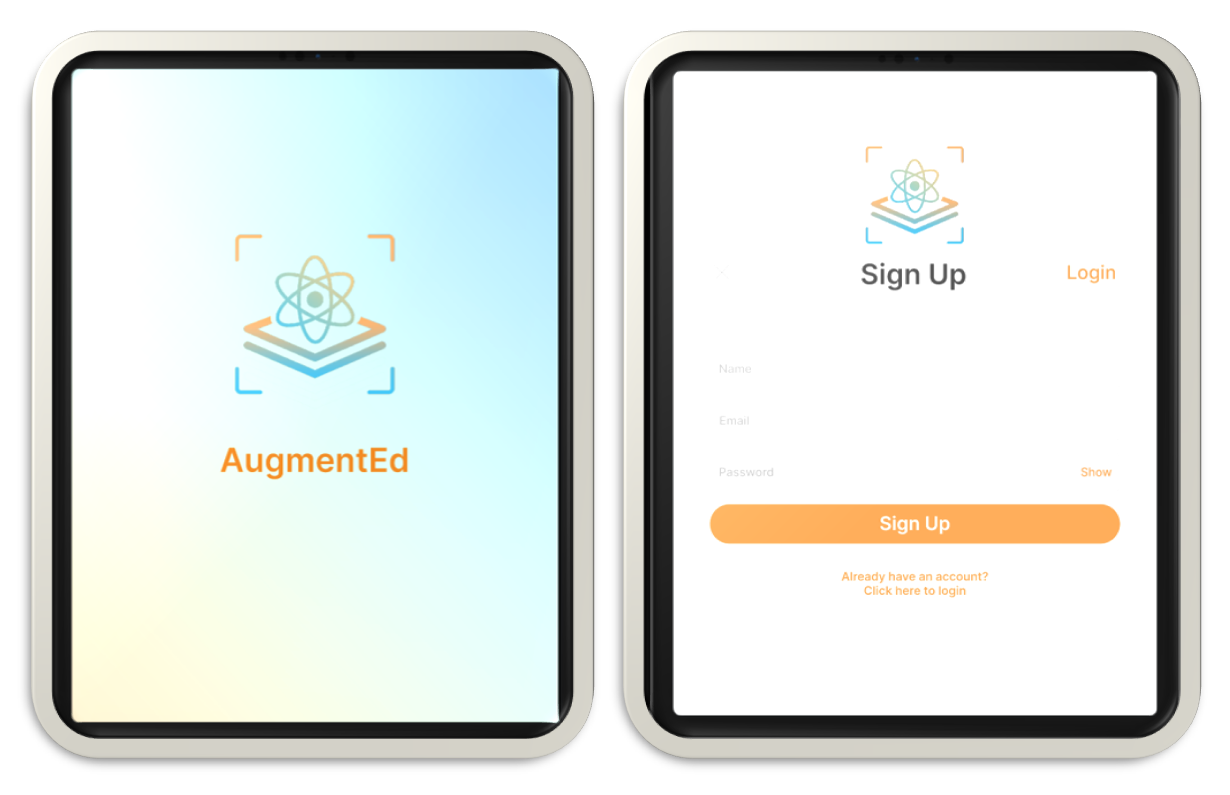 AugmentEd
Sign Up
Login
Name
Email
Password
Show
Sign Up
Already have an account?
Click here to login